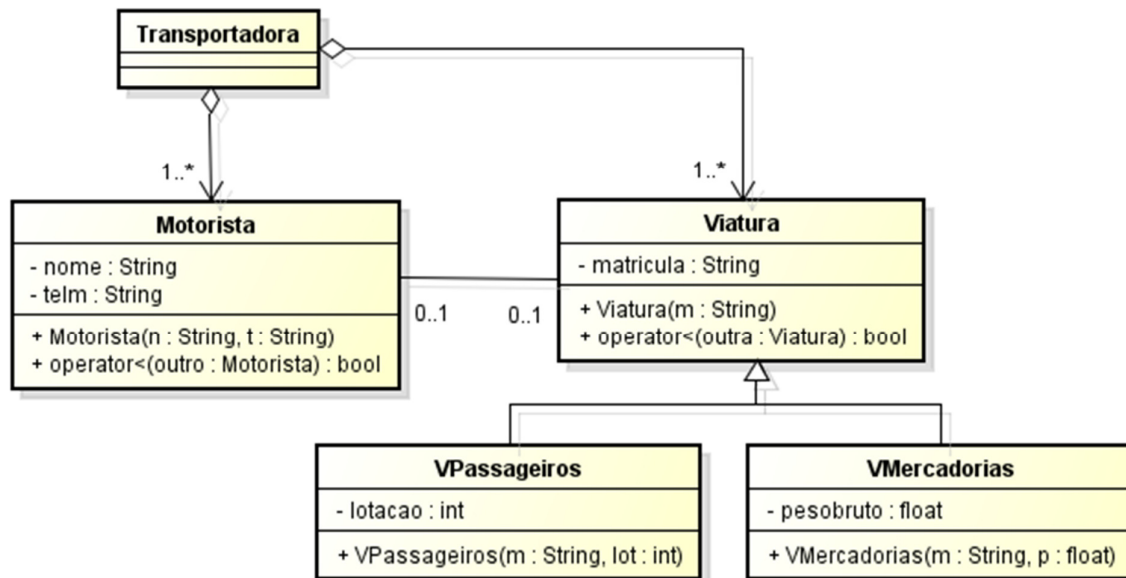 Transportadora
1..*
1..*
Motorista
- nome : String
- telm : String
+ Motorista(n : String, t : String)
+ operator<(outro : Motorista) : bool
0..1
0..1
Viatura
- matricula : String
+ Viatura(m : String)
+ operator<(outra : Viatura) : bool
VPassageiros
- lotacao : int
+ VPassageiros(m : String, lot : int)
VMercadorias
- pesobruto : float
+ VMercadorias(m : String, p : float)